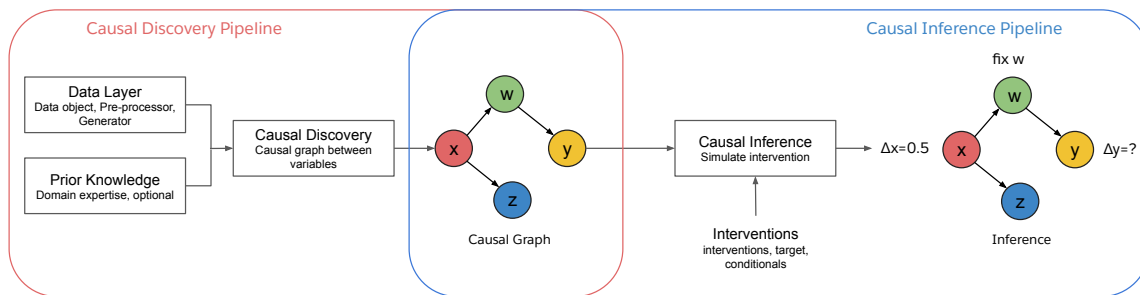 Causal Discovery Pipeline
Causal Inference Pipeline
Data Layer
Data object, Pre-processor,
Generator
Prior Knowledge
Domain expertise, optional
Causal Discovery
Causal graph between
variables
w
x
y
z
Causal Graph
Causal Inference
Simulate intervention
Interventions
interventions, target,
conditionals
fix w
w
Δx=0.5
x
y
Δy=?
z
Inference